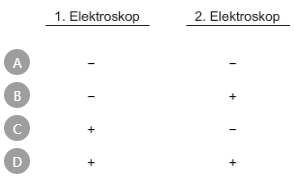 1. Elektroskop 2. Elektroskop
A – –
B – +
C + –
D + +